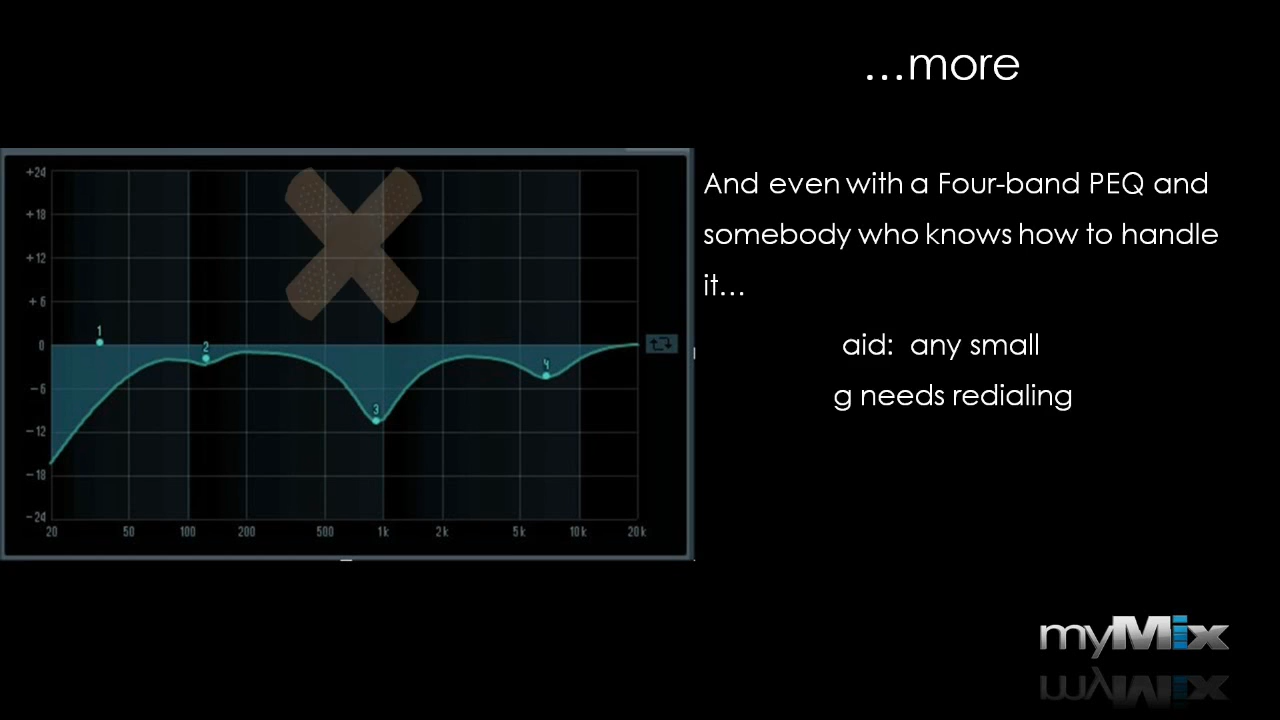 …more
And even with a Four-band PEQ and
somebody who knows how to handle
it…
aid: any small
g needs redialing
+24
+18
+12
+6
0
-6
-12
-18
-24
1
2
3
4
20 50 100 200 500 1k 2k 5k 10k 20k
myMix